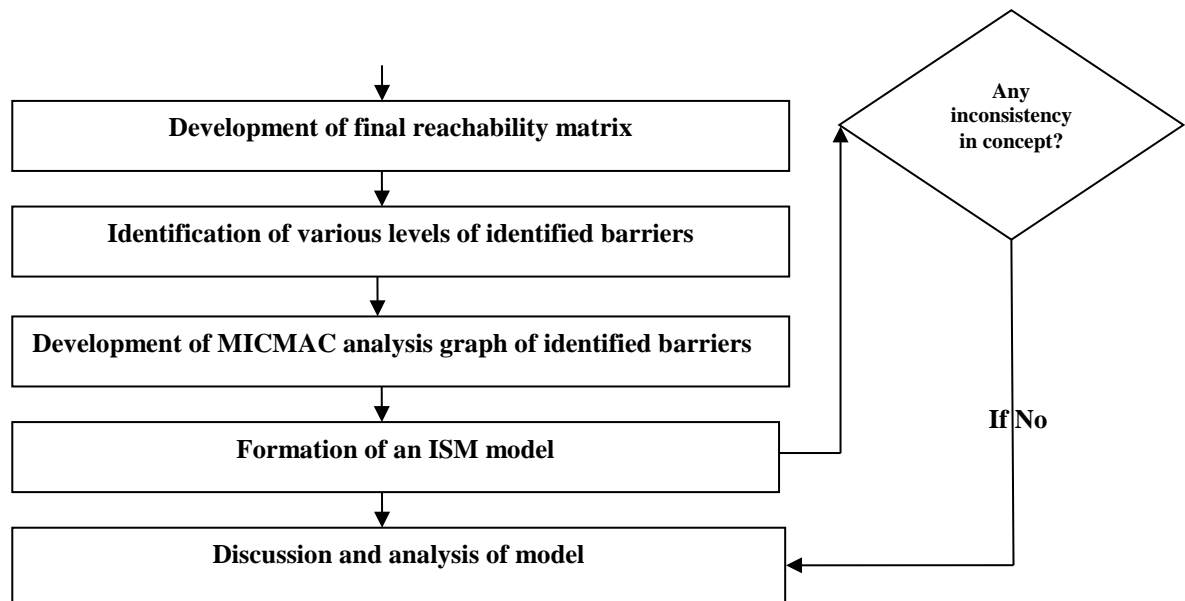 Development of final reachability matrix
Identification of various levels of identified barriers
Development of MICMAC analysis graph of identified barriers
Formation of an ISM model
Discussion and analysis of model
Any
inconsistency
in concept?
If No